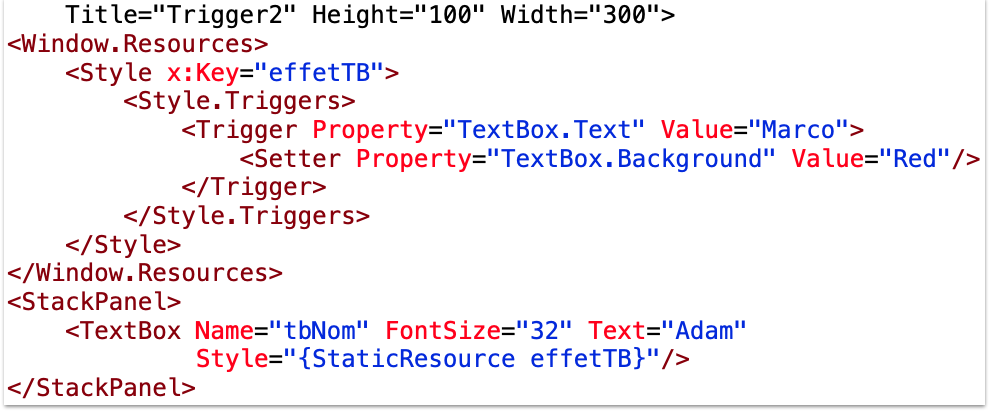 Title="Trigger2" Height="100" Width="300">
<Window.Resources>
    <Style x:Key="effetTB">
        <Style.Triggers>
            <Trigger Property="TextBox.Text" Value="Marco">
                <Setter Property="TextBox.Background" Value="Red"/>
            </Trigger>
        </Style.Triggers>
    </Style>
</Window.Resources>
<StackPanel>
    <TextBox Name="tbNom" FontSize="32" Text="Adam"
             Style="{StaticResource effetTB}"/>
</StackPanel>